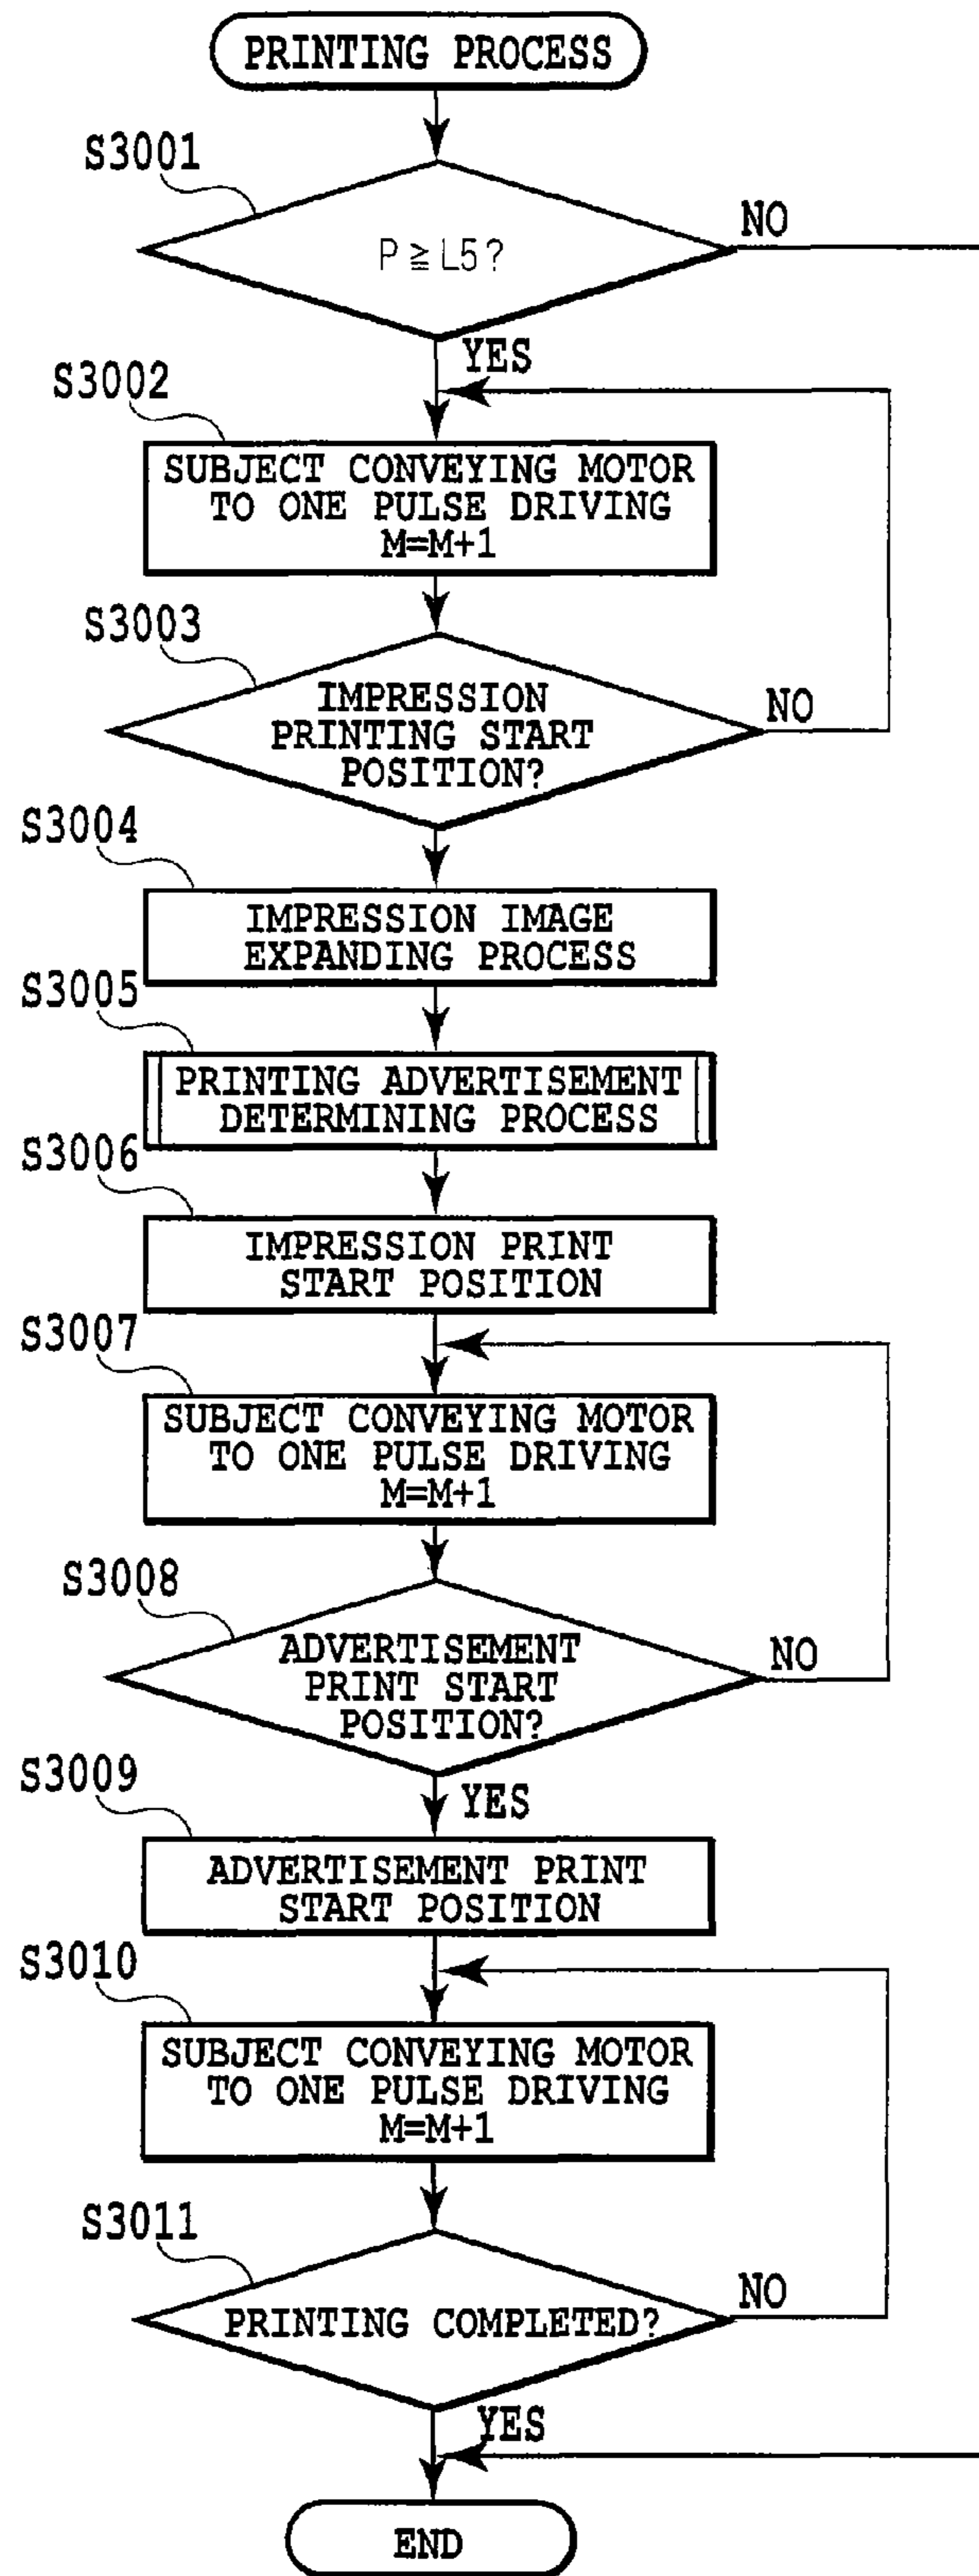 PRINTING PROCESS
S3001
P ≧ L5?
NO
YES
S3002
SUBJECT CONVEYING MOTOR
TO ONE PULSE DRIVING
M=M+1
S3003
IMPRESSION
PRINTING START
POSITION?
NO
S3004
IMPRESSION IMAGE
EXPANDING PROCESS
S3005
PRINTING ADVERTISEMENT
DETERMINING PROCESS
S3006
IMPRESSION PRINT
START POSITION
S3007
SUBJECT CONVEYING MOTOR
TO ONE PULSE DRIVING
M=M+1
S3008
ADVERTISEMENT
PRINT START
POSITION?
NO
YES
S3009
ADVERTISEMENT PRINT
START POSITION
S3010
SUBJECT CONVEYING MOTOR
TO ONE PULSE DRIVING
M=M+1
S3011
PRINTING COMPLETED?
NO
YES
END